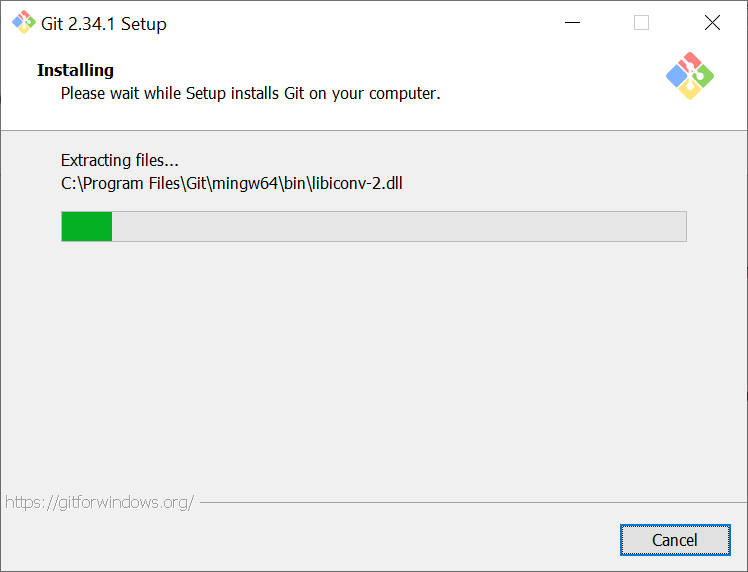 Git 2.34.1 Setup
Installing
Please wait while Setup installs Git on your computer.
Extracting files...
C:\Program Files\Git\mingw64\bin\libiconv-2.dll
https://gitforwindows.org/
Cancel